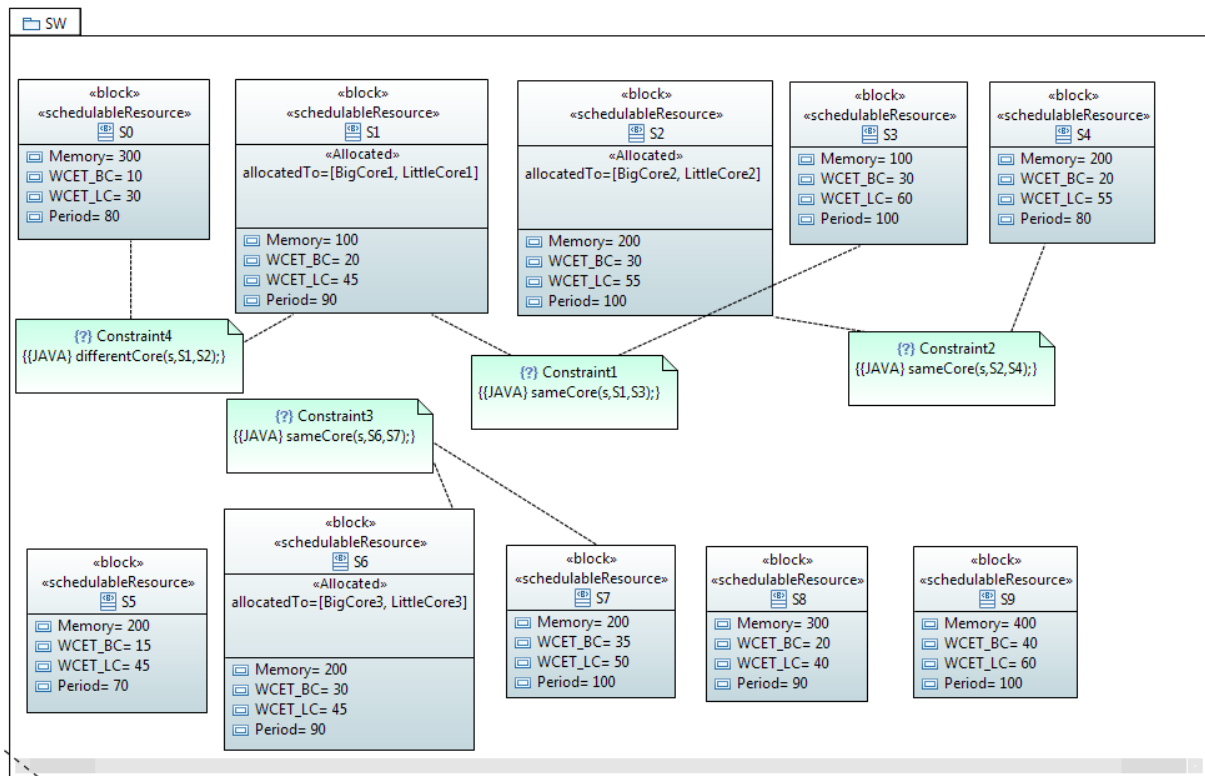 SW
«block»
«schedulableResource»
S0
Memory= 300
WCET_BC= 10
WCET_LC= 30
Period= 80
«block»
«schedulableResource»
S1
«Allocated»
allocatedTo=[BigCore1, LittleCore1]
Memory= 100
WCET_BC= 20
WCET_LC= 45
Period= 90
«block»
«schedulableResource»
S2
«Allocated»
allocatedTo=[BigCore2, LittleCore2]
Memory= 200
WCET_BC= 30
WCET_LC= 55
Period= 100
«block»
«schedulableResource»
S3
Memory= 100
WCET_BC= 30
WCET_LC= 60
Period= 100
«block»
«schedulableResource»
S4
Memory= 200
WCET_BC= 20
WCET_LC= 55
Period= 80
{?} Constraint4
{{JAVA} differentCore(s,S1,S2);}
{?} Constraint1
{{JAVA} sameCore(s,S1,S3);}
{?} Constraint2
{{JAVA} sameCore(s,S2,S4);}
{?} Constraint3
{{JAVA} sameCore(s,S6,S7);}
«block»
«schedulableResource»
S5
Memory= 200
WCET_BC= 15
WCET_LC= 45
Period= 70
«block»
«schedulableResource»
S6
«Allocated»
allocatedTo=[BigCore3, LittleCore3]
Memory= 200
WCET_BC= 30
WCET_LC= 45
Period= 90
«block»
«schedulableResource»
S7
Memory= 200
WCET_BC= 35
WCET_LC= 50
Period= 100
«block»
«schedulableResource»
S8
Memory= 300
WCET_BC= 20
WCET_LC= 40
Period= 90
«block»
«schedulableResource»
S9
Memory= 400
WCET_BC= 40
WCET_LC= 60
Period= 100